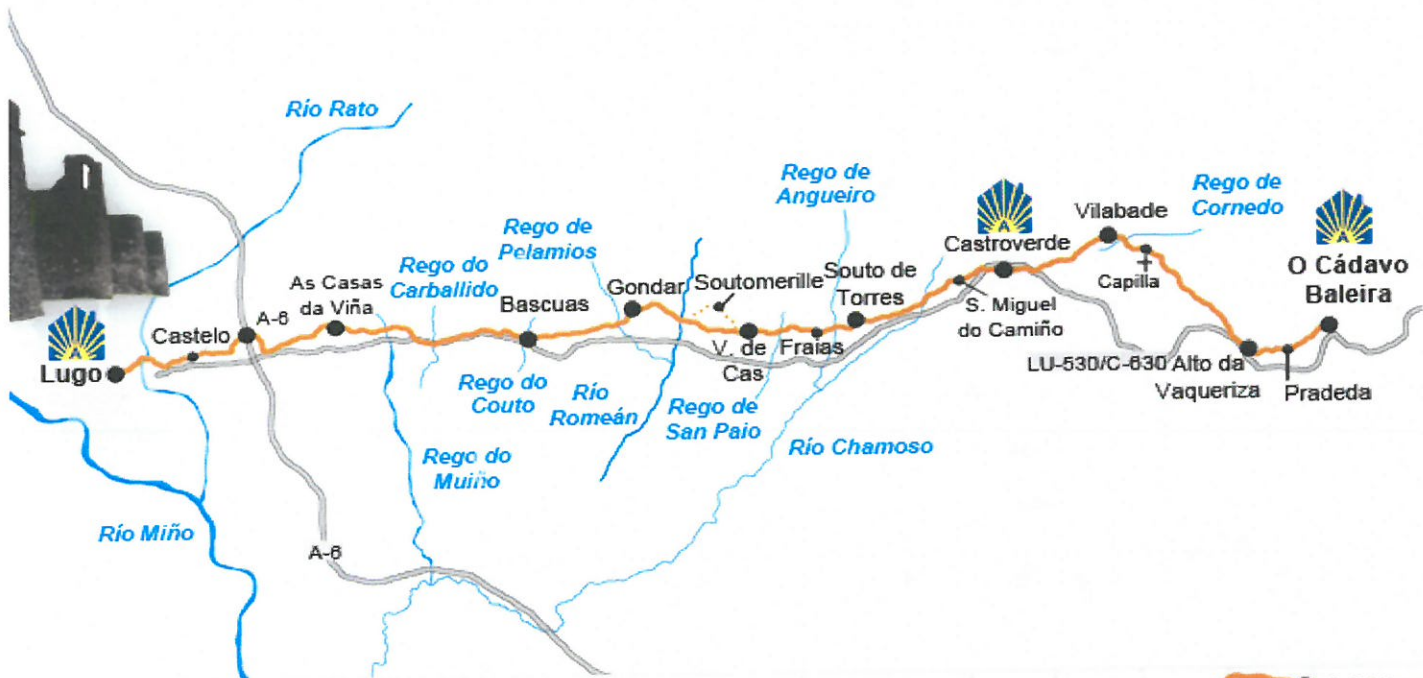 Río Rato
Rego de
Angueiro
Rego de
Cornedo
Vilabade
Castroverde
Capilla
O Cádavo
Baleira
Rego de
Pelamios
Soutomerille
Souto de
Torres
Gondar
As Casas
da Viña
Rego do
Carballido
Bascuas
A-6
Castelo
Lugo
S. Miguel
do Camiño
V. de
Cas
Fraias
LU-530/C-630
Alto da
Vaqueriza
Pradeda
Rego do
Couto
Río
Romeán
Rego de
San Paio
Río Chamoso
Rego do
Muiño
Río Miño
A-6